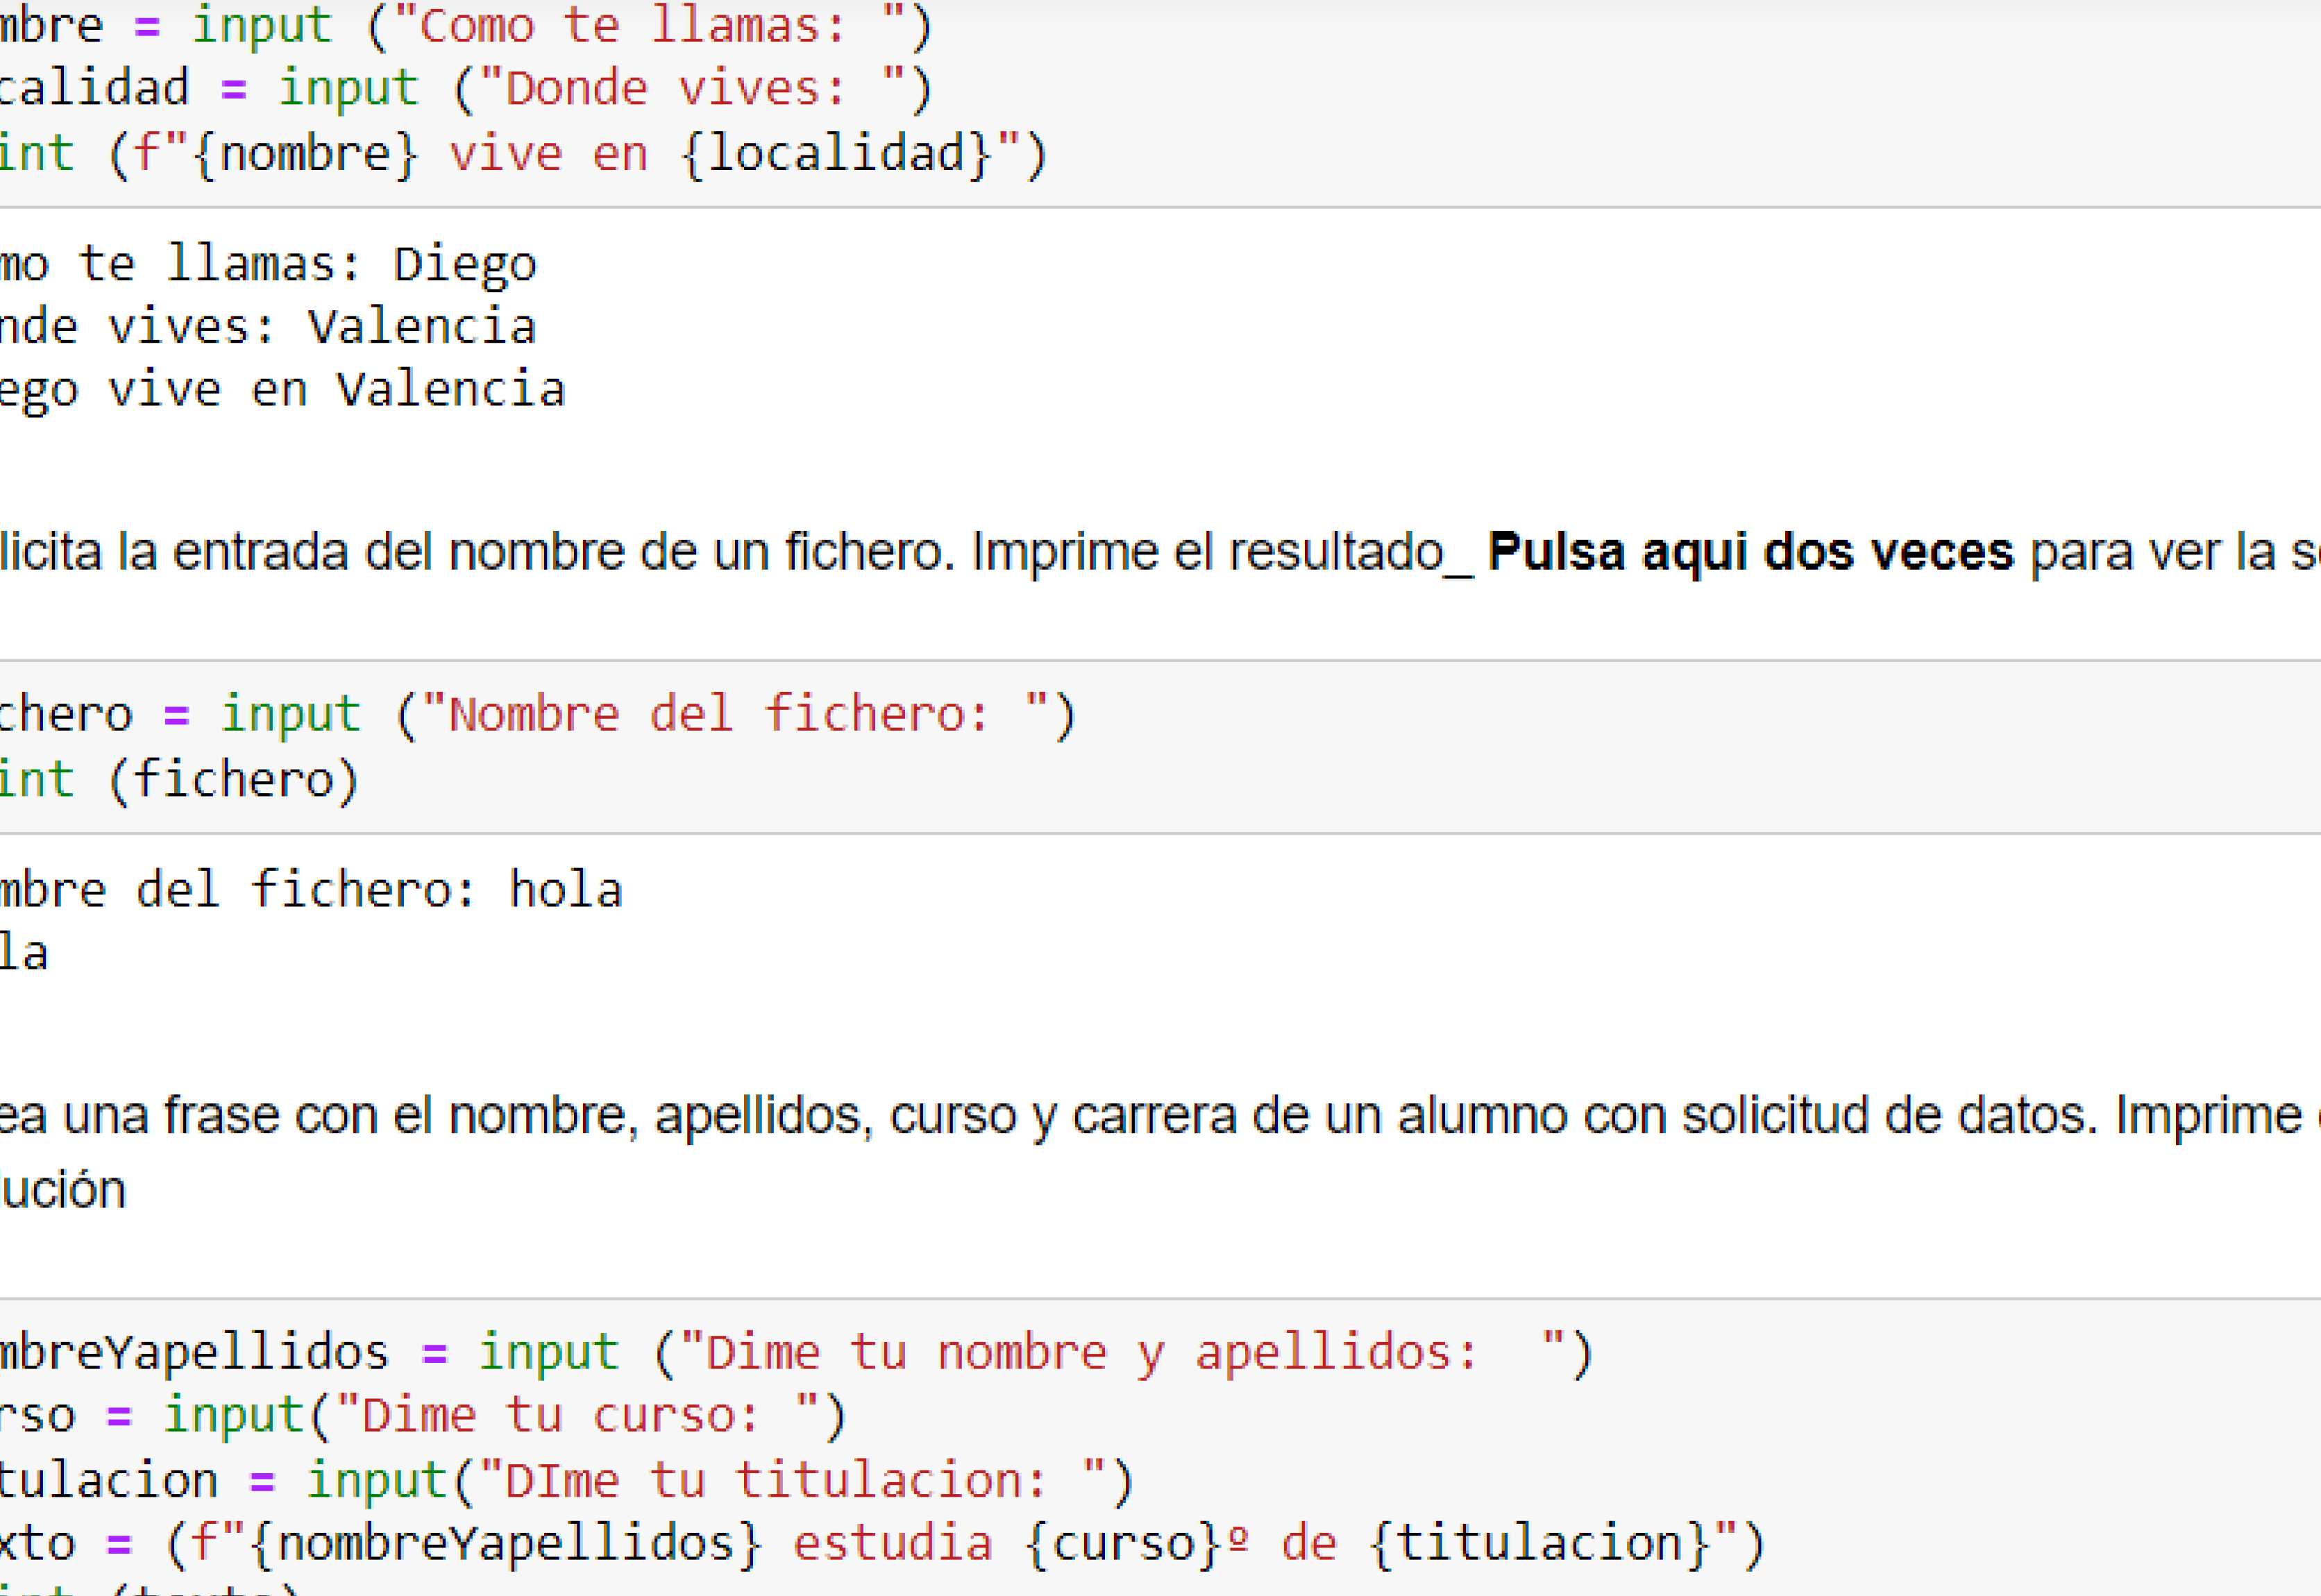 mbre = input ("Como te llamas: ")
calidad = input ("Donde vives: ")
int (f"{nombre} vive en {localidad}")
mo te llamas: Diego
nde vives: Valencia
ego vive en Valencia
licita la entrada del nombre de un fichero. Imprime el resultado_ Pulsa aqui dos veces para ver la s
chero = input ("Nombre del fichero: ")
int (fichero)
mbre del fichero: hola
la
ea una frase con el nombre, apellidos, curso y carrera de un alumno con solicitud de datos. Imprime
lución
mbreYapellidos = input ("Dime tu nombre y apellidos:  ")
rso = input("Dime tu curso: ")
tulacion = input("DIme tu titulacion: ")
xto = (f"{nombreYapellidos} estudia {curso}º de {titulacion}")